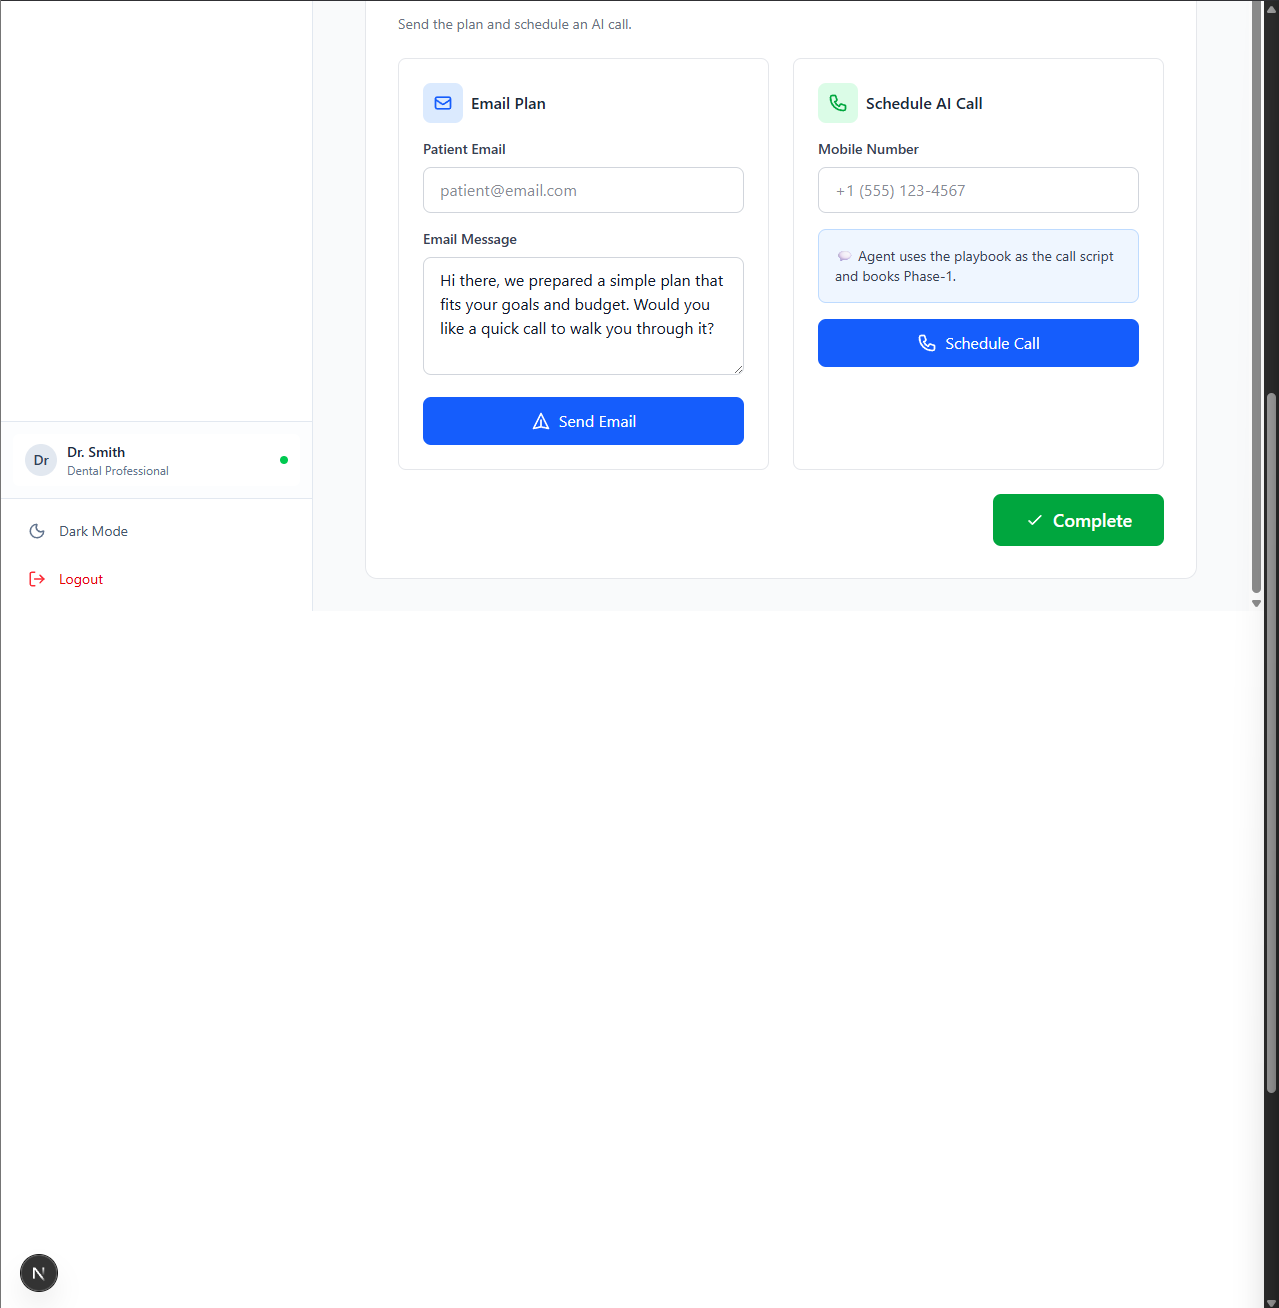 Send the plan and schedule an AI call.
Email Plan
Patient Email
patient@email.com
Email Message
Hi there, we prepared a simple plan that
fits your goals and budget. Would you
like a quick call to walk you through it?
Send Email
Schedule AI Call
Mobile Number
+1 (555) 123-4567
Agent uses the playbook as the call script
and books Phase-1.
Schedule Call
Complete
Dr
Dr. Smith
Dental Professional
Dark Mode
Logout
N